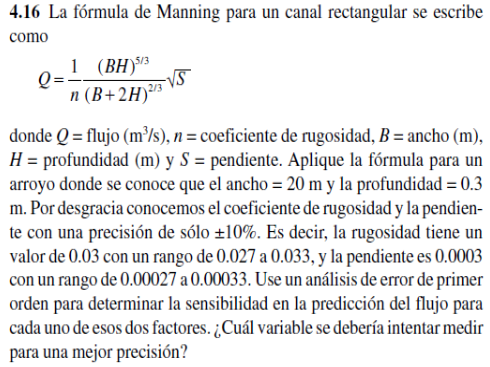 4.16 La fórmula de Manning para un canal rectangular se escribe
como
Q = 1/n (BH)^5/3 / (B + 2H)^2/3 √S
donde Q = flujo (m³/s), n = coeficiente de rugosidad, B = ancho (m),
H = profundidad (m) y S = pendiente. Aplique la fórmula para un
arroyo donde se conoce que el ancho = 20 m y la profundidad = 0.3
m. Por desgracia conocemos el coeficiente de rugosidad y la pendien-
te con una precisión de sólo ±10%. Es decir, la rugosidad tiene un
valor de 0.03 con un rango de 0.027 a 0.033, y la pendiente es 0.0003
con un rango de 0.00027 a 0.00033. Use un análisis de error de primer
orden para determinar la sensibilidad en la predicción del flujo para
cada uno de esos dos factores. ¿Cuál variable se debería intentar medir
para una mejor precisión?